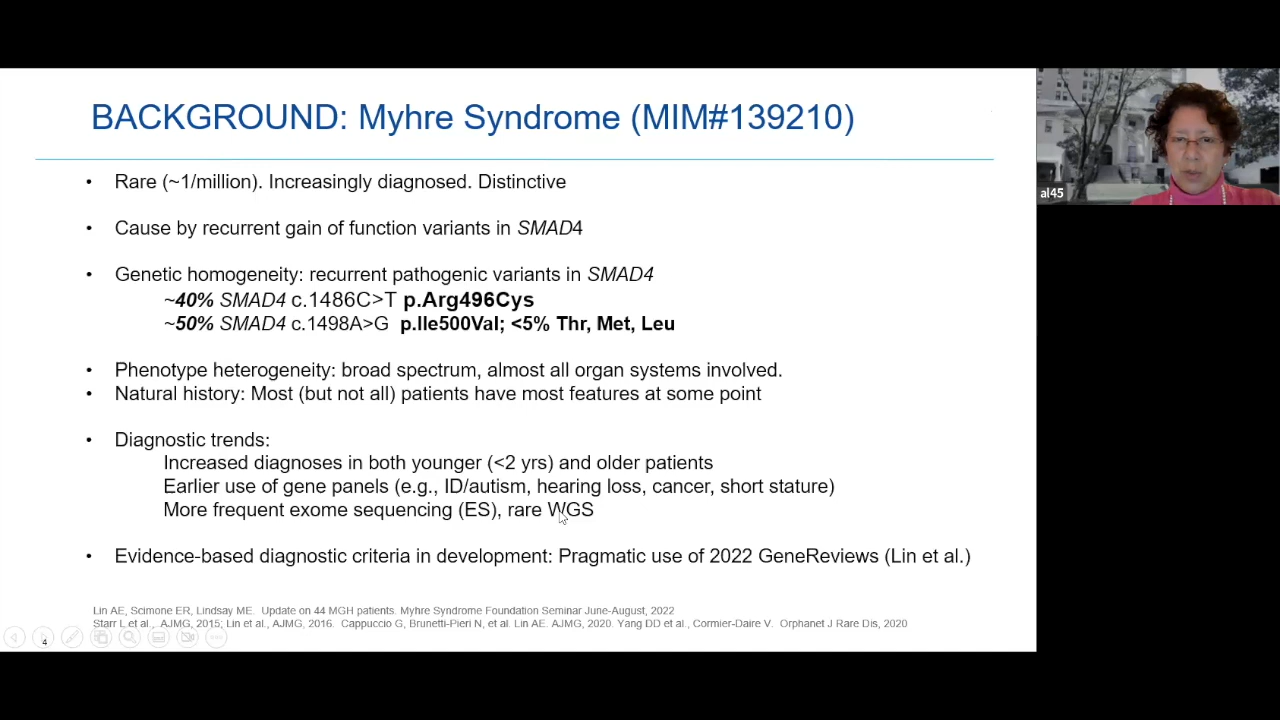 BACKGROUND: Myhre Syndrome (MIM#139210)
• Rare (~1/million). Increasingly diagnosed. Distinctive
• Cause by recurrent gain of function variants in SMAD4
• Genetic homogeneity: recurrent pathogenic variants in SMAD4
~40% SMAD4 c.1486C>T p.Arg496Cys
~50% SMAD4 c.1498A>G p.Ile500Val; <5% Thr, Met, Leu
• Phenotype heterogeneity: broad spectrum, almost all organ systems involved.
• Natural history: Most (but not all) patients have most features at some point
• Diagnostic trends:
Increased diagnoses in both younger (<2 yrs) and older patients
Earlier use of gene panels (e.g., ID/autism, hearing loss, cancer, short stature)
More frequent exome sequencing (ES), rare WGS
• Evidence-based diagnostic criteria in development: Pragmatic use of 2022 GeneReviews (Lin et al.)
Lin AE, Scimone ER, Lindsay ME. Update on 44 MGH patients. Myhre Syndrome Foundation Seminar June-August, 2022
Starr L et al., AJMG, 2015; Lin et al., AJMG, 2016. Cappuccio G, Brunetti-Pieri N, et al. Lin AE. AJMG, 2020. Yang DD et al., Cormier-Daire V. Orphanet J Rare Dis, 2020
4
al45